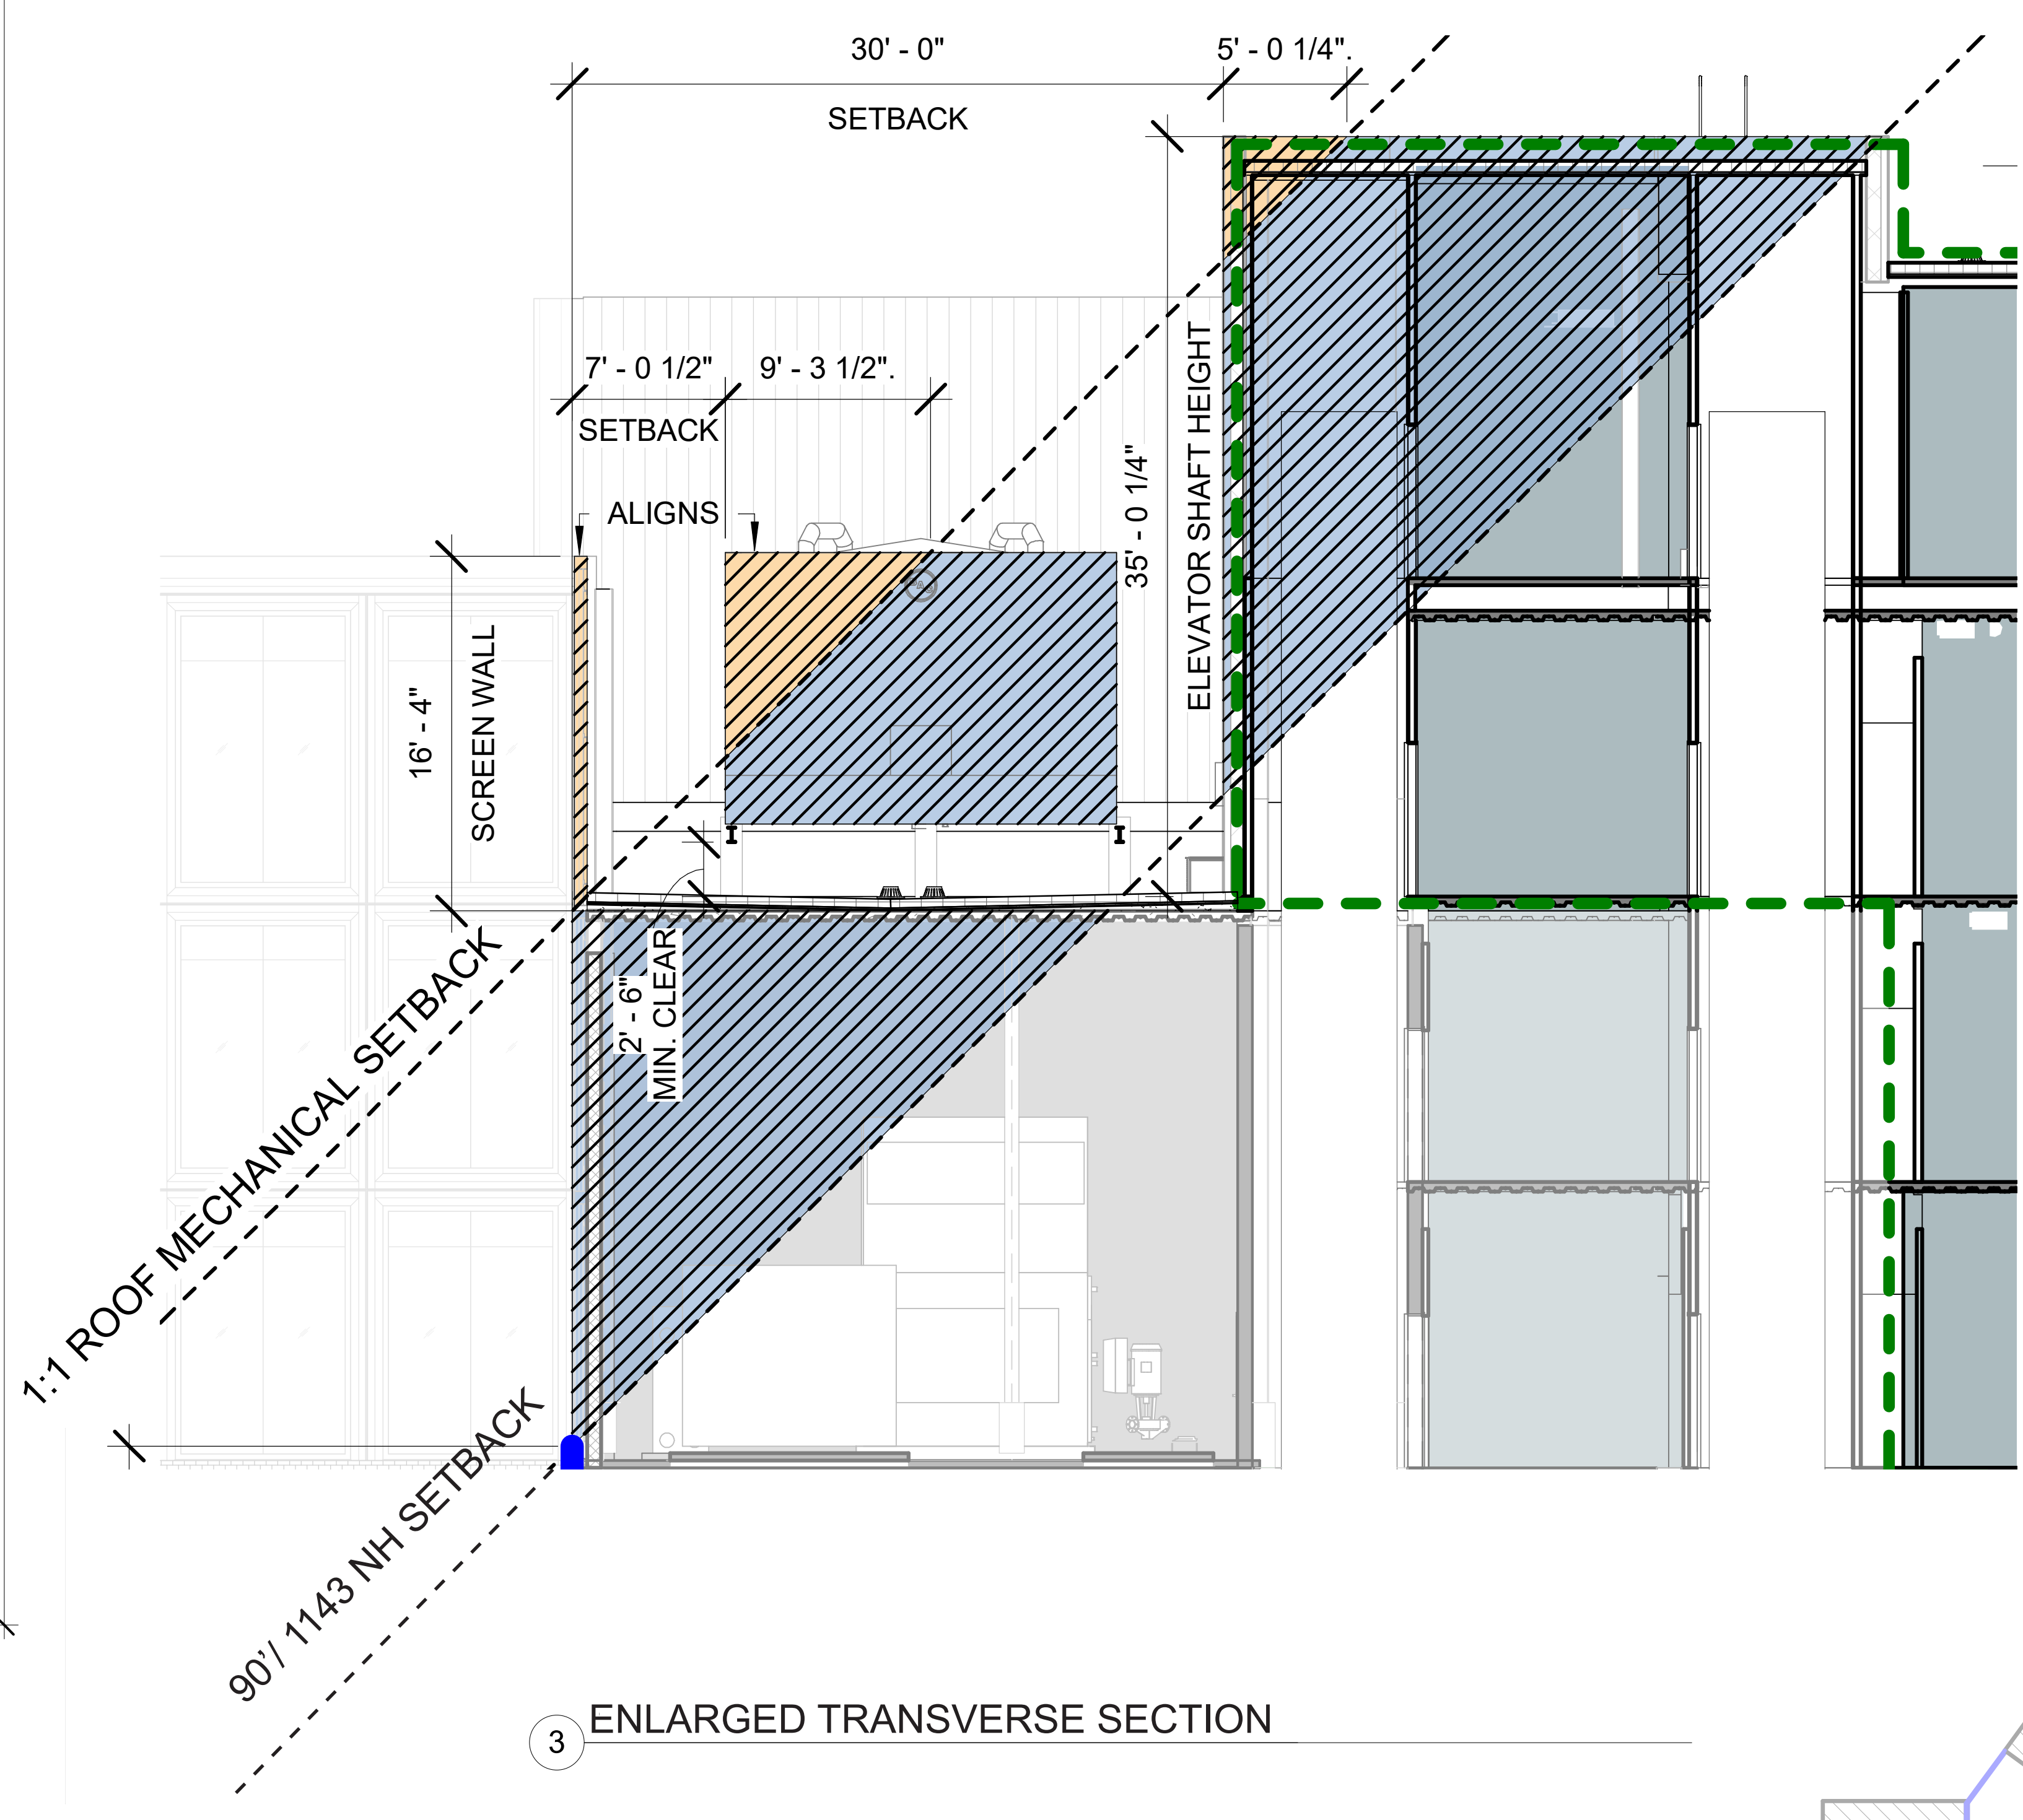 30' - 0"
5' - 0 1/4".
SETBACK
7' - 0 1/2"
9' - 3 1/2".
SETBACK
ALIGNS
35' - 0 1/4"
ELEVATOR SHAFT HEIGHT
16' - 4"
SCREEN WALL
2' - 6"
MIN. CLEAR
1:1 ROOF MECHANICAL SETBACK
90'/ 1143 NH SETBACK
3
ENLARGED TRANSVERSE SECTION